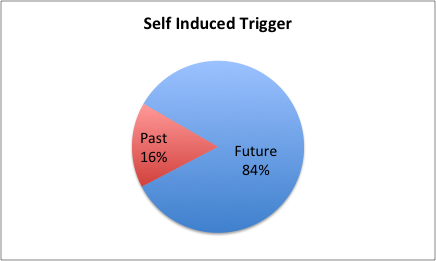 Self Induced Trigger
Past
16%
Future
84%